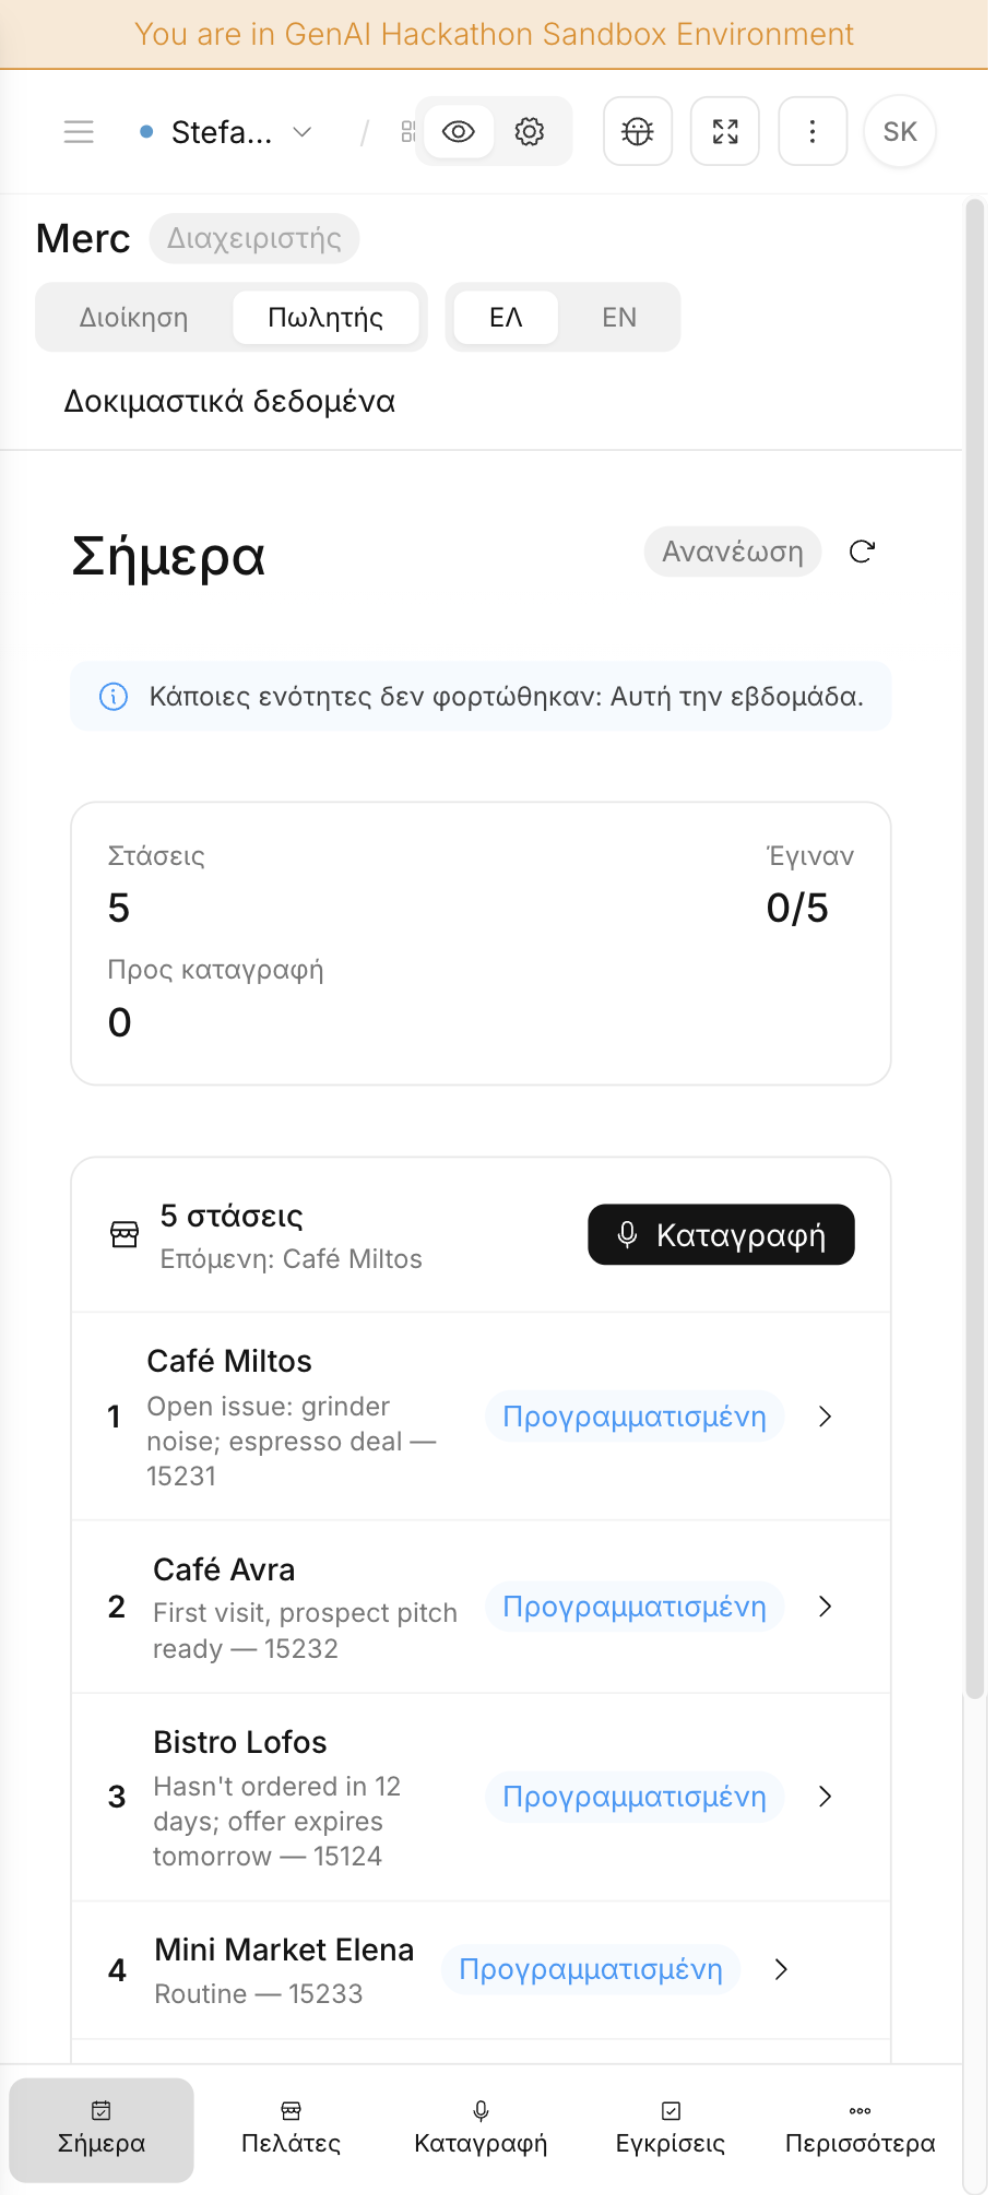 You are in GenAI Hackathon Sandbox Environment
Stefa...
/
SK
Merc
Διαχειριστής
Διοίκηση
Πωλητής
ΕΛ
EN
Δοκιμαστικά δεδομένα
Σήμερα
Ανανέωση
Κάποιες ενότητες δεν φορτώθηκαν: Αυτή την εβδομάδα.
Στάσεις
Έγιναν
5
0/5
Προς καταγραφή
0
5 στάσεις
Επόμενη: Café Miltos
Καταγραφή
1
Café Miltos
Open issue: grinder
noise; espresso deal —
15231
Προγραμματισμένη
2
Café Avra
First visit, prospect pitch
ready — 15232
Προγραμματισμένη
3
Bistro Lofos
Hasn't ordered in 12
days; offer expires
tomorrow — 15124
Προγραμματισμένη
4
Mini Market Elena
Routine — 15233
Προγραμματισμένη
Σήμερα
Πελάτες
Καταγραφή
Εγκρίσεις
Περισσότερα